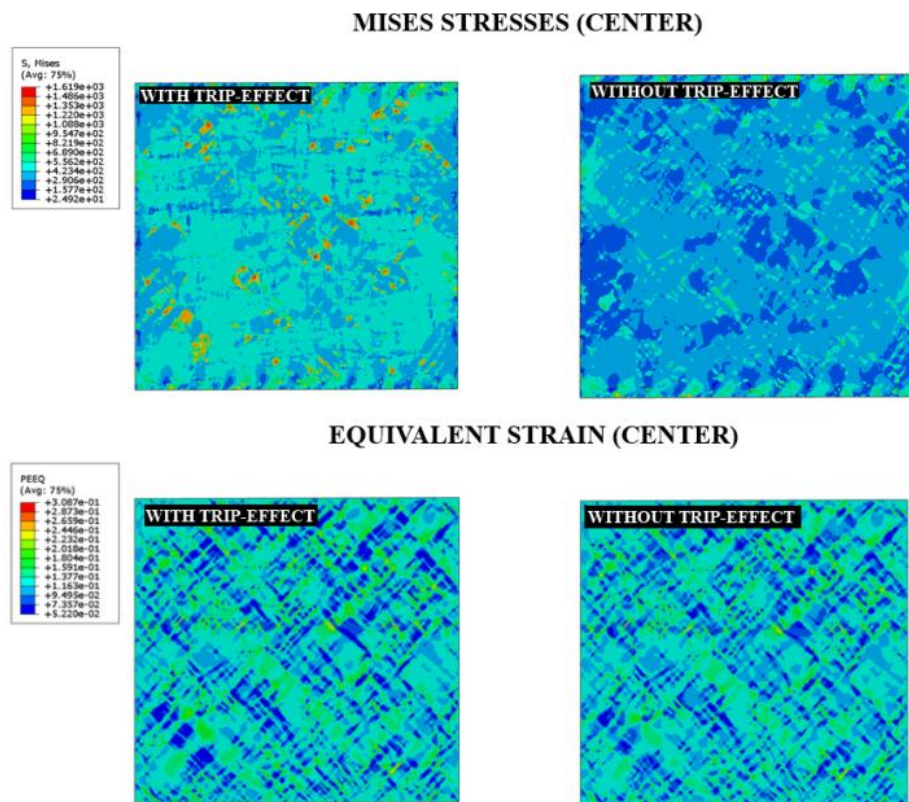 MISES STRESSES (CENTER)
S, Mises
(Avg: 75%)
+1.619e+03
+1.486e+03
+1.353e+03
+1.220e+03
+1.088e+03
+9.547e+02
+8.219e+02
+6.890e+02
+5.562e+02
+4.234e+02
+2.906e+02
+1.577e+02
+2.492e+01
WITH TRIP-EFFECT
WITHOUT TRIP-EFFECT
EQUIVALENT STRAIN (CENTER)
PEEQ
(Avg: 75%)
+3.087e-01
+2.873e-01
+2.659e-01
+2.446e-01
+2.232e-01
+2.018e-01
+1.804e-01
+1.591e-01
+1.377e-01
+1.163e-01
+9.495e-02
+7.357e-02
+5.220e-02
WITH TRIP-EFFECT
WITHOUT TRIP-EFFECT